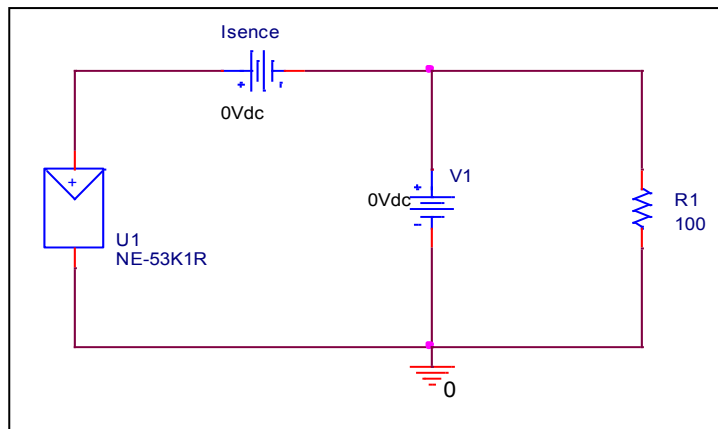 Isence
0Vdc
V1
0Vdc
R1
100
U1
NE-53K1R
0